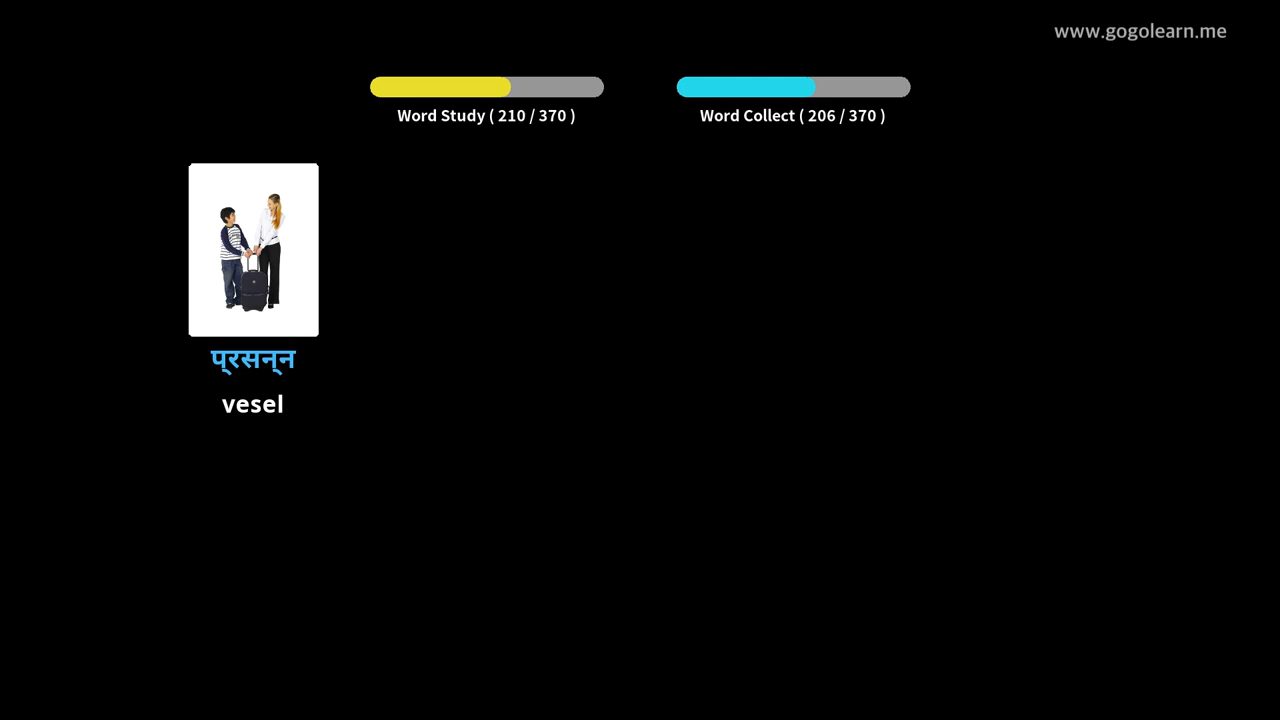 www.gogolearn.me
Word Study ( 210 / 370 )
Word Collect ( 206 / 370 )
प्रसन्न
vesel